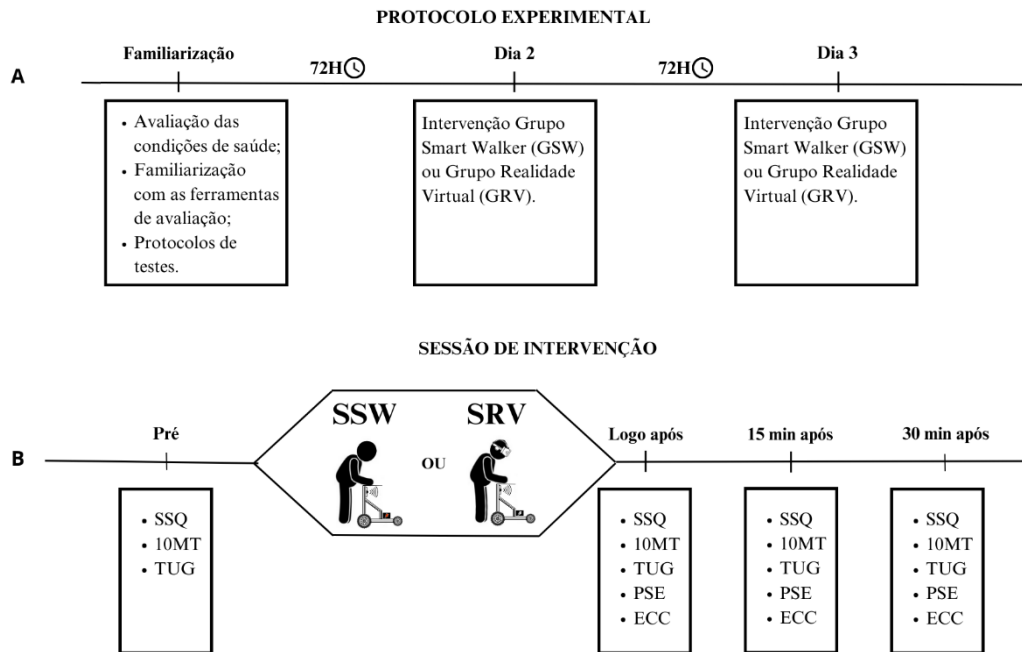 PROTOCOLO EXPERIMENTAL
Familiarização
72H
Dia 2
72H
Dia 3
A
• Avaliação das
condições de saúde;
• Familiarização
com as ferramentas
de avaliação;
• Protocolos de
testes.
Intervenção Grupo
Smart Walker (GSW)
ou Grupo Realidade
Virtual (GRV).
Intervenção Grupo
Smart Walker (GSW)
ou Grupo Realidade
Virtual (GRV).
SESSÃO DE INTERVENÇÃO
B
Pré
SSW
OU
SRV
Logo após
15 min após
30 min após
• SSQ
• 10MT
• TUG
• SSQ
• 10MT
• TUG
• PSE
• ECC
• SSQ
• 10MT
• TUG
• PSE
• ECC
• SSQ
• 10MT
• TUG
• PSE
• ECC